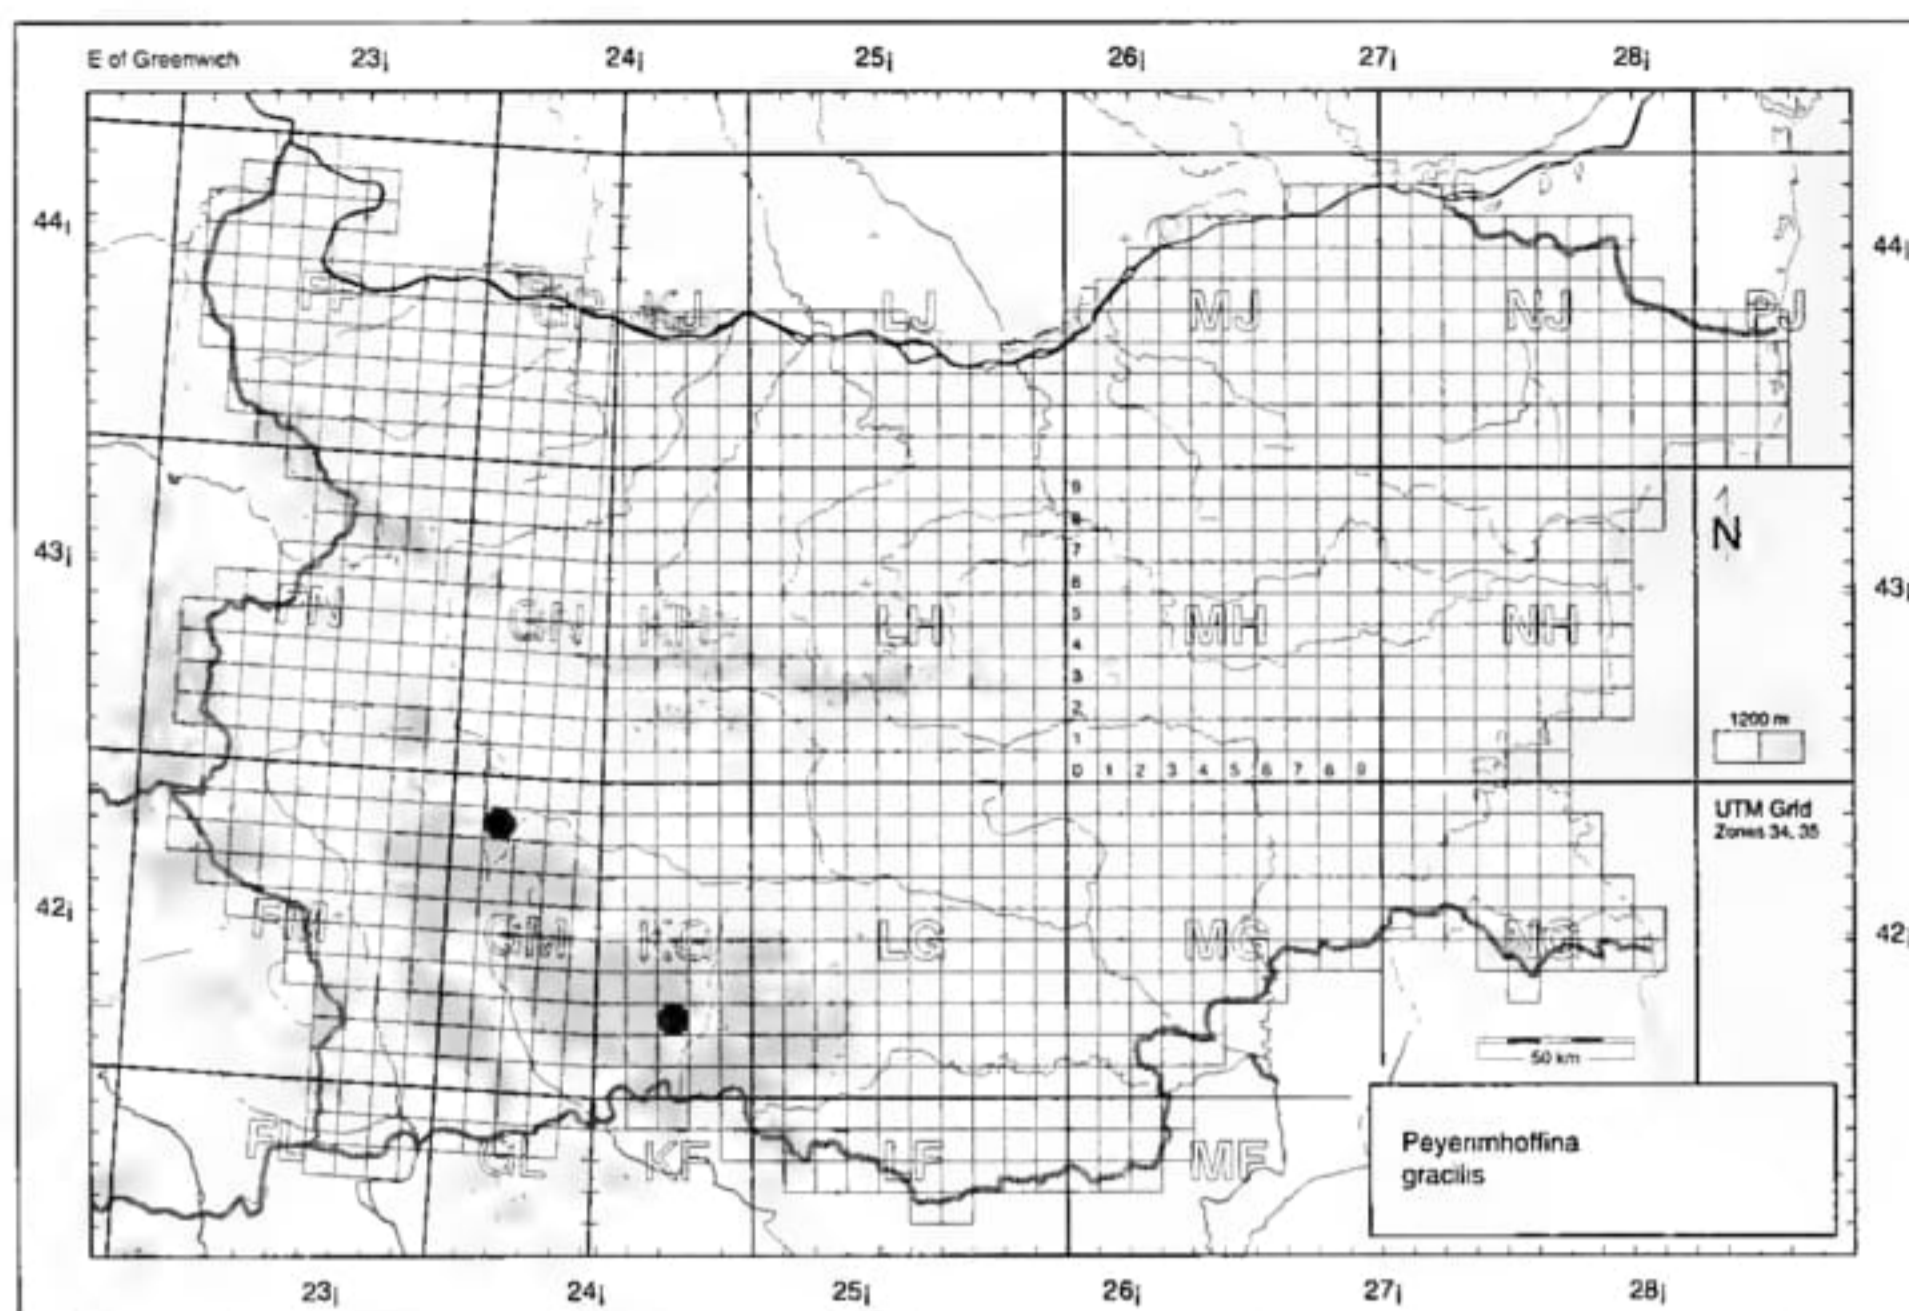 E of Greenwich 23¡ 24¡ 25¡ 26¡ 27¡ 28¡
44¡ 44¡
FP KJ LJ MJ NJ PJ
9
8
43¡ N
7
6 43¡
FN GN KH LH MH NH
5
4
3
2
1200 m
1
0 1 2 3 4 5 6 7 8 9
UTM Grid
Zones 34, 35
42¡ FM GM KG LG MG NG 42¡
50 km
FL GL KF LF MF
Peyerimhoffina
gracilis
23¡ 24¡ 25¡ 26¡ 27¡ 28¡